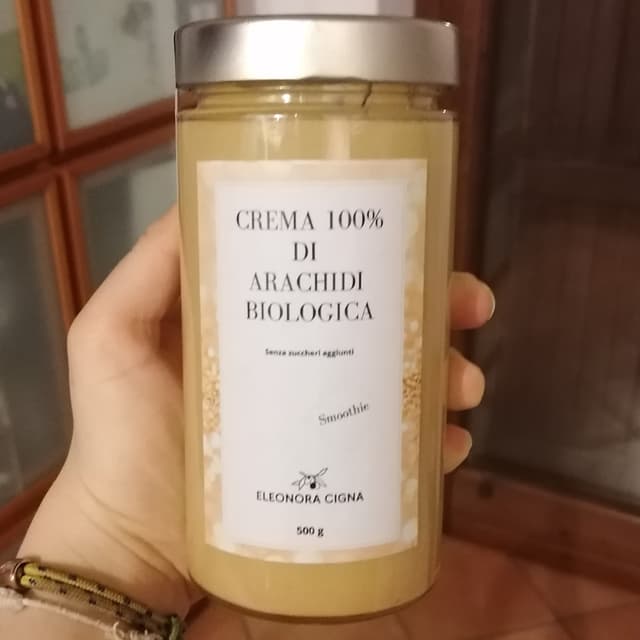 CREMA 100%
DI
ARACHIDI
BIOLOGICA
Senza zuccheri aggiunti
Smoothie
ELEONORA CIGNA
500 g